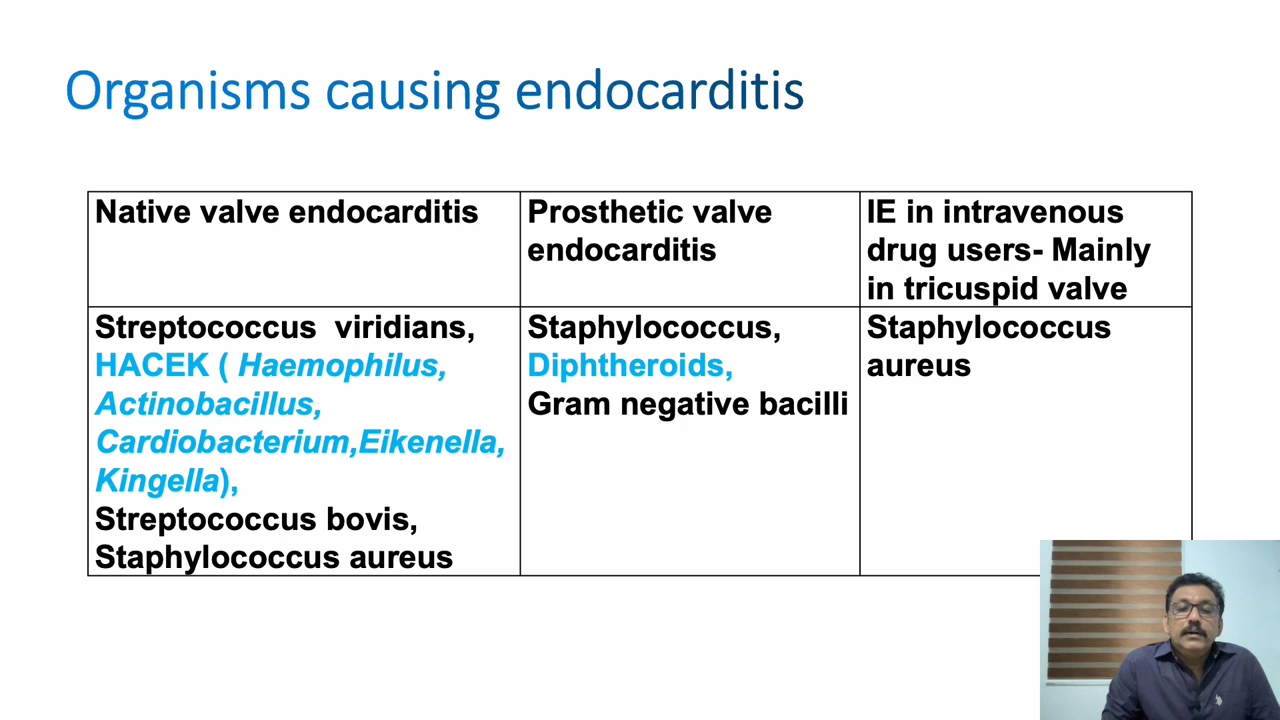 Organisms causing endocarditis
Native valve endocarditis
Prosthetic valve
endocarditis
IE in intravenous
drug users- Mainly
in tricuspid valve
Streptococcus  viridians,
HACEK ( Haemophilus,
Actinobacillus,
Cardiobacterium,Eikenella,
Kingella),
Streptococcus bovis,
Staphylococcus aureus
Staphylococcus,
Diphtheroids,
Gram negative bacilli
Staphylococcus
aureus